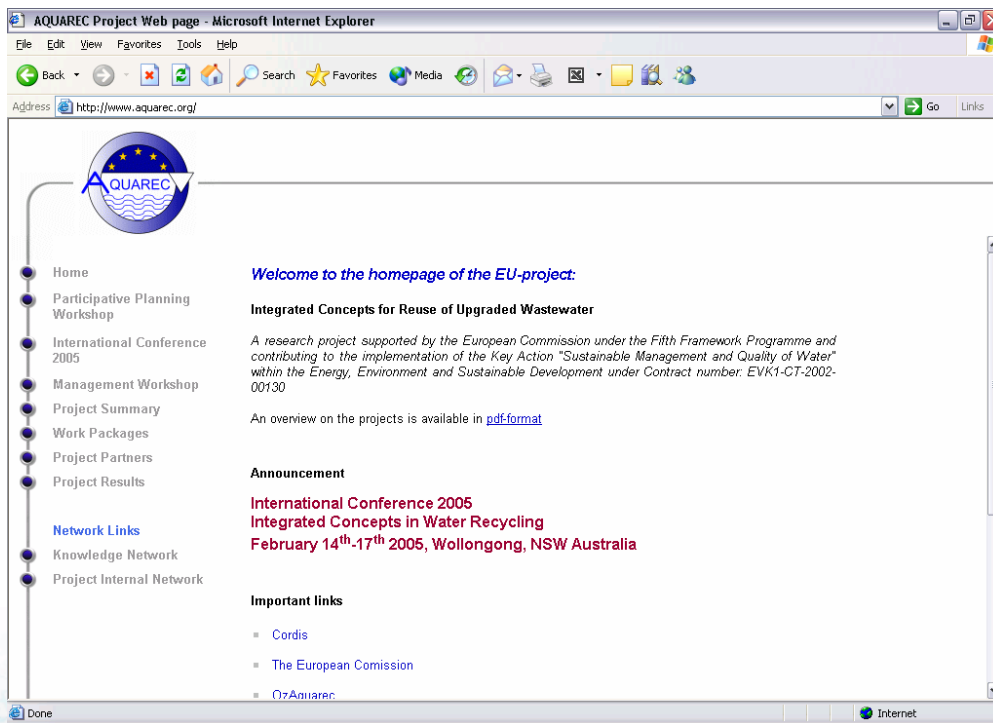 AQUAREC Project Web page - Microsoft Internet Explorer
File Edit View Favorites Tools Help
Back Search Favorites Media
Address http://www.aquarec.org/ Go Links
AQUAREC
Home
Participative Planning
Workshop
International Conference
2005
Management Workshop
Project Summary
Work Packages
Project Partners
Project Results
Network Links
Knowledge Network
Project Internal Network
Welcome to the homepage of the EU-project:
Integrated Concepts for Reuse of Upgraded Wastewater
A research project supported by the European Commission under the Fifth Framework Programme and
contributing to the implementation of the Key Action "Sustainable Management and Quality of Water"
within the Energy, Environment and Sustainable Development under Contract number: EVK1-CT-2002-
00130
An overview on the projects is available in pdf-format
Announcement
International Conference 2005
Integrated Concepts in Water Recycling
February 14th-17th 2005, Wollongong, NSW Australia
Important links
Cordis
The European Comission
OzAquarec
Done Internet